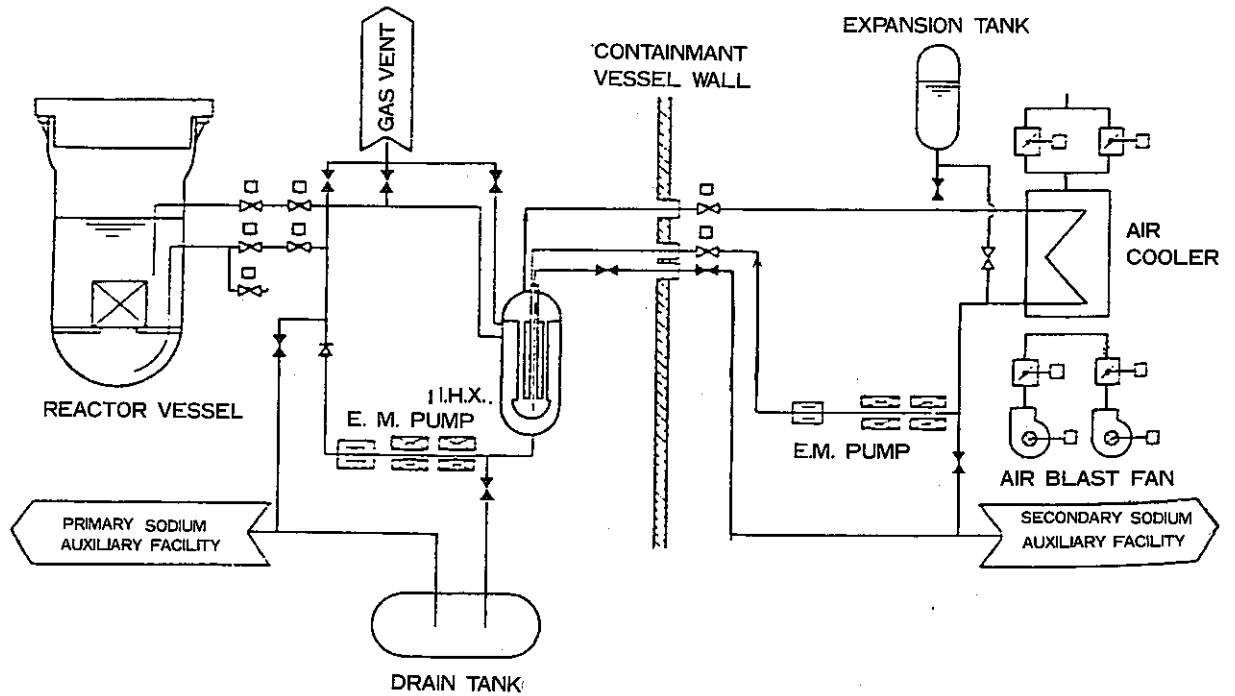 EXPANSION TANK
CONTAINMANT
VESSEL WALL
GAS VENT
AIR
COOLER
REACTOR VESSEL
I.H.X.
E. M. PUMP
E.M. PUMP
AIR BLAST FAN
PRIMARY SODIUM
AUXILIARY FACILITY
SECONDARY SODIUM
AUXILIARY FACILITY
DRAIN TANK